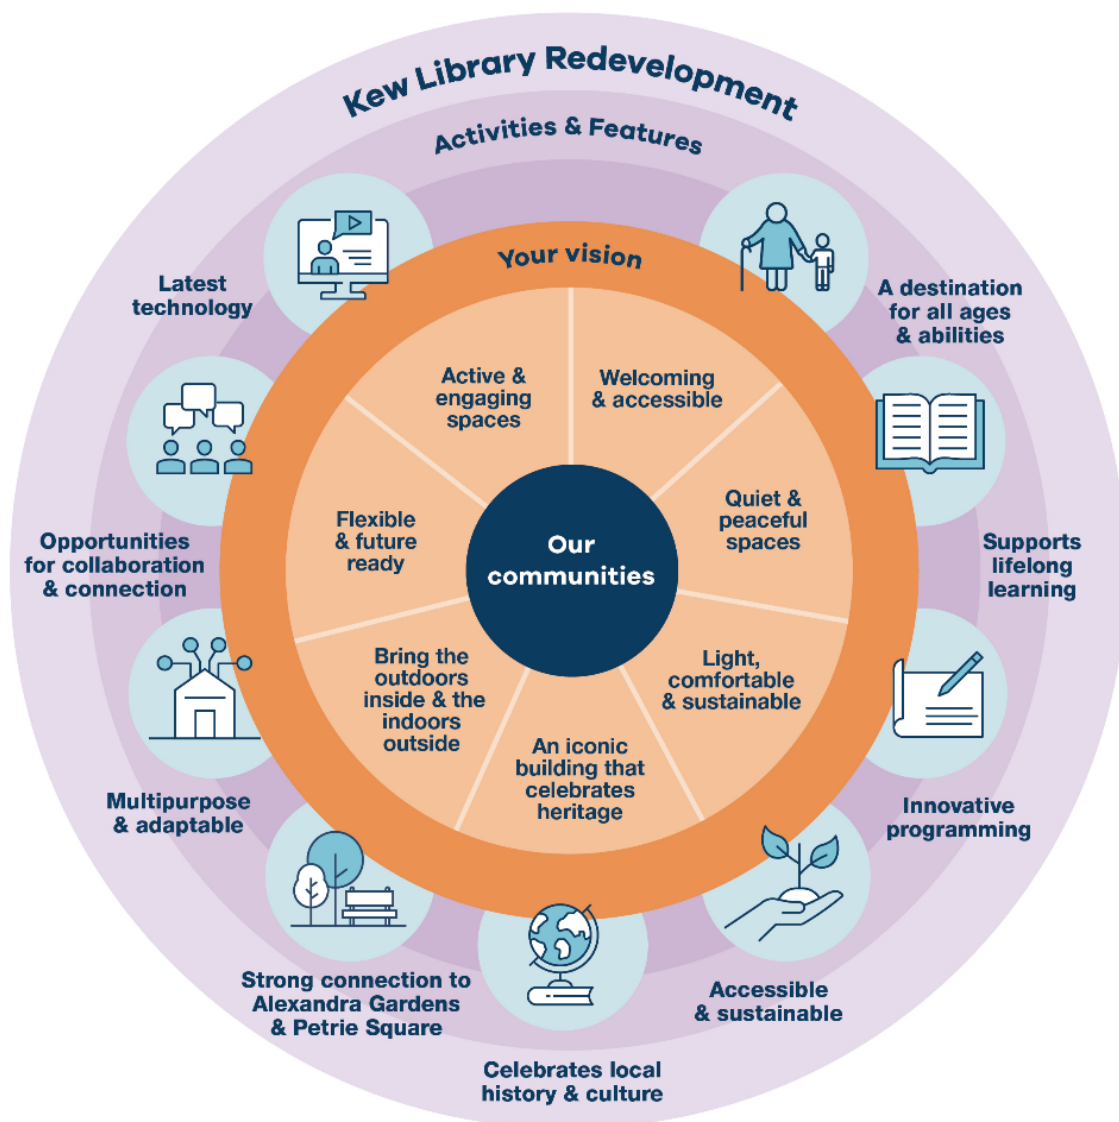 Kew Library Redevelopment
Activities & Features
Your vision
Our
communities
Welcoming
& accessible
Quiet &
peaceful
spaces
Light,
comfortable
& sustainable
An iconic
building that
celebrates
heritage
Bring the
outdoors
inside & the
indoors
outside
Flexible
& future
ready
Active &
engaging
spaces
A destination
for all ages
& abilities
Supports
lifelong
learning
Innovative
programming
Accessible
& sustainable
Celebrates local
history & culture
Strong connection to
Alexandra Gardens
& Petrie Square
Multipurpose
& adaptable
Opportunities
for collaboration
& connection
Latest
technology